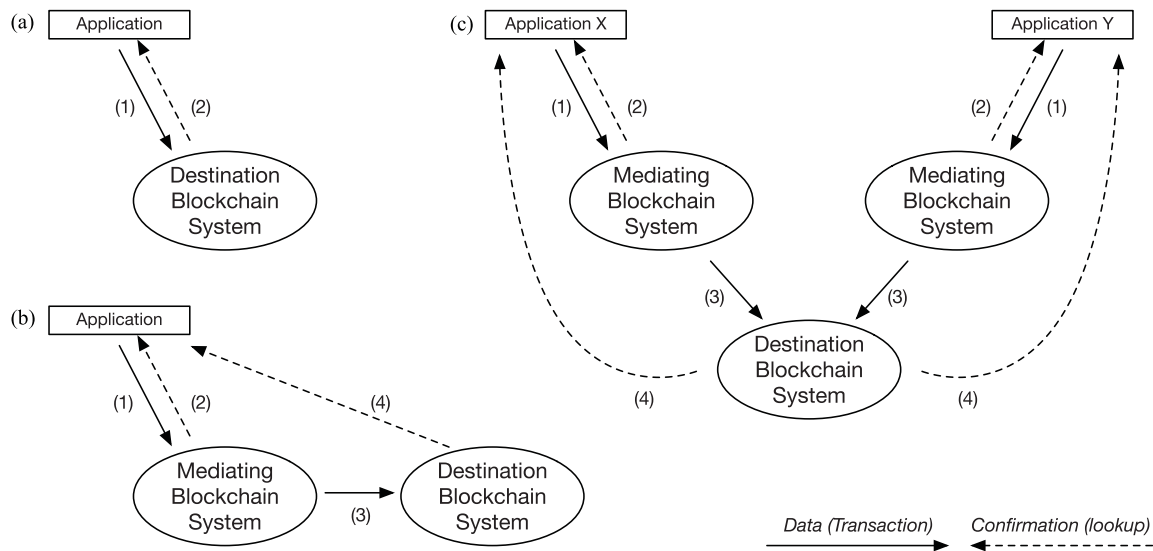 (a)
Application
(1)
(2)
Destination
Blockchain
System
(b)
Application
(1)
(2)
(4)
Mediating
Blockchain
System
(3)
Destination
Blockchain
System
(c)
Application X
Application Y
(1)
(2)
(2)
(1)
Mediating
Blockchain
System
Mediating
Blockchain
System
(3)
(3)
Destination
Blockchain
System
(4)
(4)
Data (Transaction)
Confirmation (lookup)